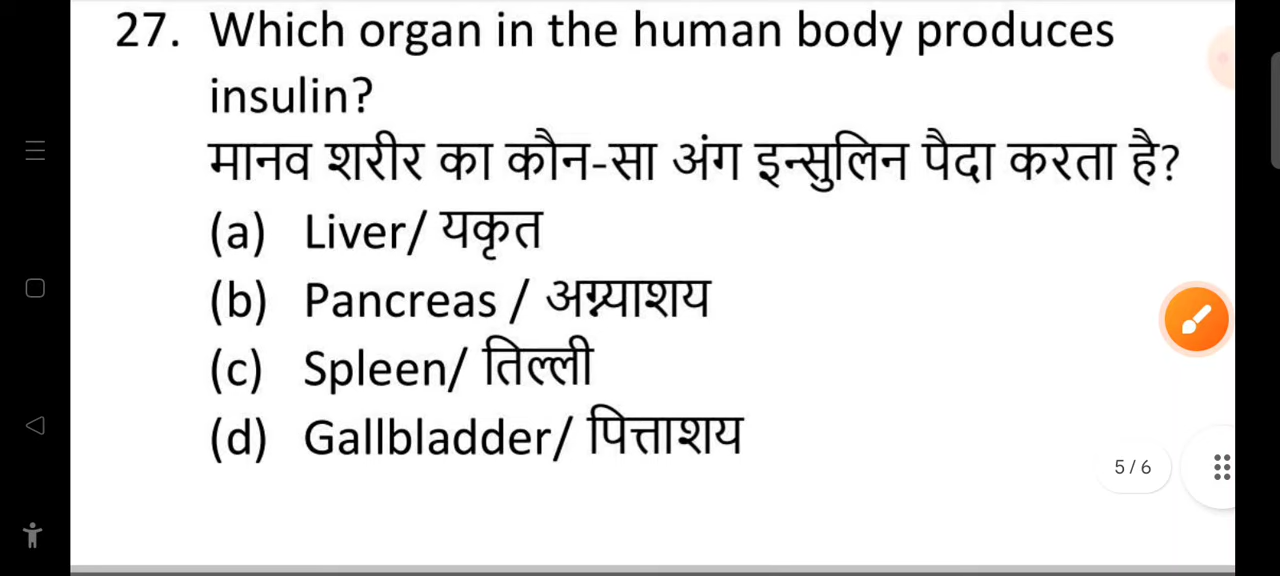 27. Which organ in the human body produces
insulin?
मानव शरीर का कौन-सा अंग इन्सुलिन पैदा करता है?
(a) Liver/ यकृत
(b) Pancreas / अग्न्याशय
(c) Spleen/ तिल्ली
(d) Gallbladder/ पित्ताशय
5 / 6